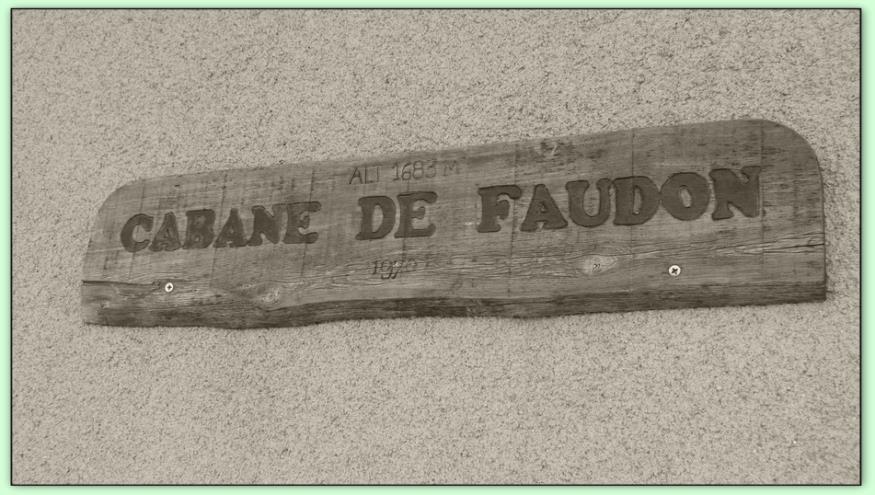 ALT 1683 M
CABANE DE FAUDON